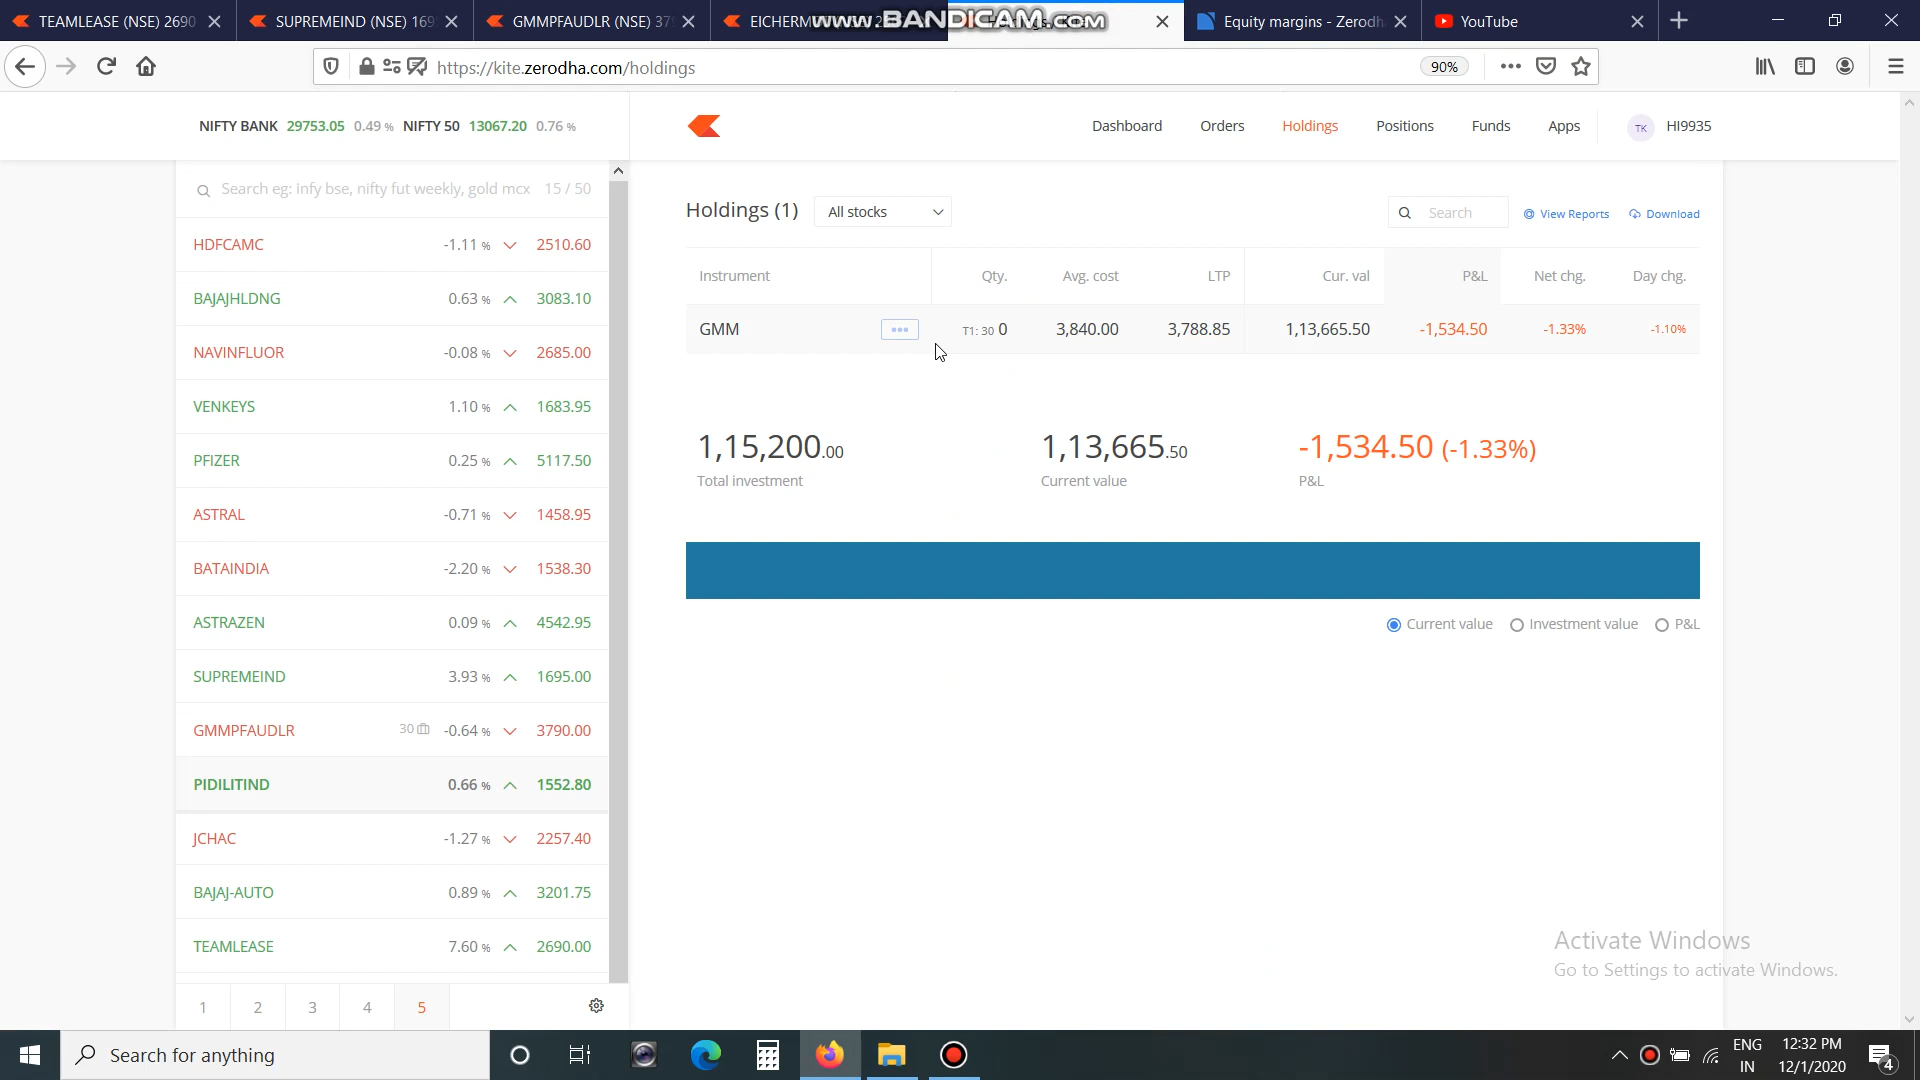 TEAMLEASE (NSE) 2690
SUPREMEIND (NSE) 169
GMMPFAUDLR (NSE) 37
EICHERM
www.BANDICAM.com
Equity margins - Zerodh
YouTube
https://kite.zerodha.com/holdings
90%
NIFTY BANK 29753.05 0.49 % NIFTY 50 13067.20 0.76 %
Dashboard Orders Holdings Positions Funds Apps
TK HI9935
Search eg: infy bse, nifty fut weekly, gold mcx 15 / 50
HDFCAMC -1.11 % 2510.60
BAJAJHLDNG 0.63 % 3083.10
NAVINFLUOR -0.08 % 2685.00
VENKEYS 1.10 % 1683.95
PFIZER 0.25 % 5117.50
ASTRAL -0.71 % 1458.95
BATAINDIA -2.20 % 1538.30
ASTRAZEN 0.09 % 4542.95
SUPREMEIND 3.93 % 1695.00
GMMPFAUDLR 30 -0.64 % 3790.00
PIDILITIND 0.66 % 1552.80
JCHAC -1.27 % 2257.40
BAJAJ-AUTO 0.89 % 3201.75
TEAMLEASE 7.60 % 2690.00
1 2 3 4 5
Holdings (1) All stocks
Search View Reports Download
Instrument Qty. Avg. cost LTP Cur. val P&L Net chg. Day chg.
GMM T1: 30 0 3,840.00 3,788.85 1,13,665.50 -1,534.50 -1.33% -1.10%
1,15,200.00 1,13,665.50 -1,534.50 (-1.33%)
Total investment Current value P&L
Current value Investment value P&L
Activate Windows
Go to Settings to activate Windows.
Search for anything
ENG
IN
12:32 PM
12/1/2020
4